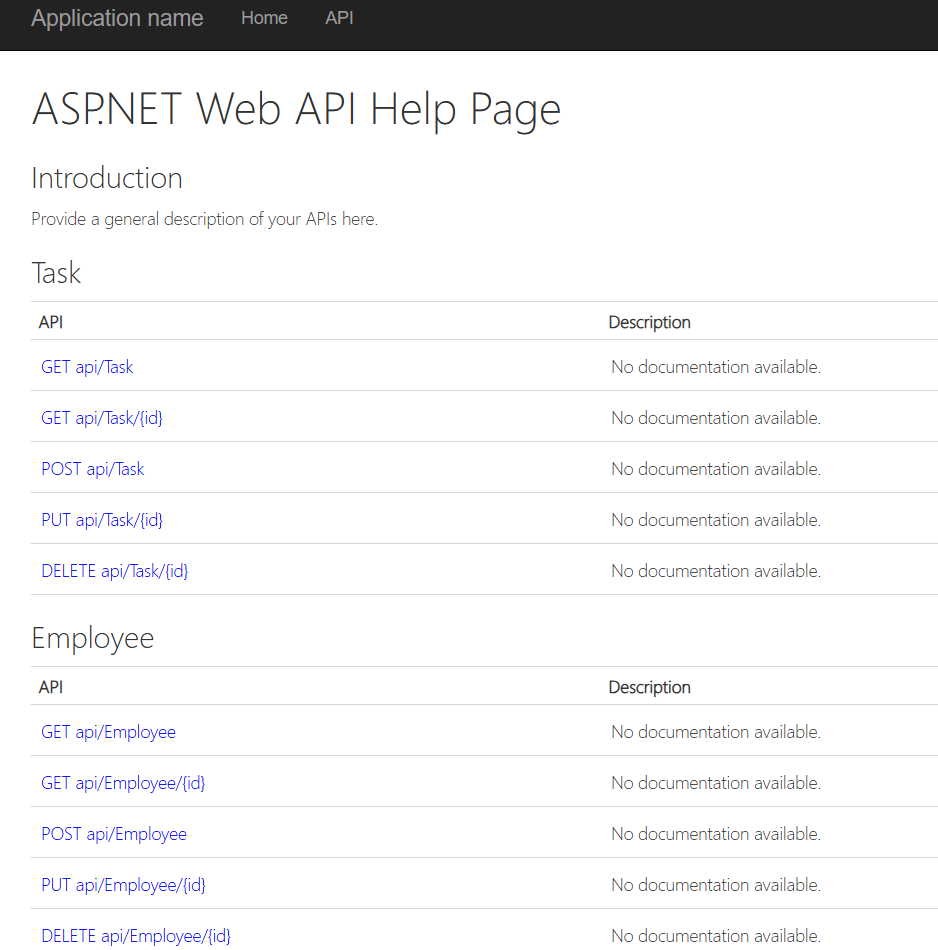 Application name Home API
ASP.NET Web API Help Page
Introduction
Provide a general description of your APIs here.
Task
API Description
GET api/Task No documentation available.
GET api/Task/{id} No documentation available.
POST api/Task No documentation available.
PUT api/Task/{id} No documentation available.
DELETE api/Task/{id} No documentation available.
Employee
API Description
GET api/Employee No documentation available.
GET api/Employee/{id} No documentation available.
POST api/Employee No documentation available.
PUT api/Employee/{id} No documentation available.
DELETE api/Employee/{id} No documentation available.